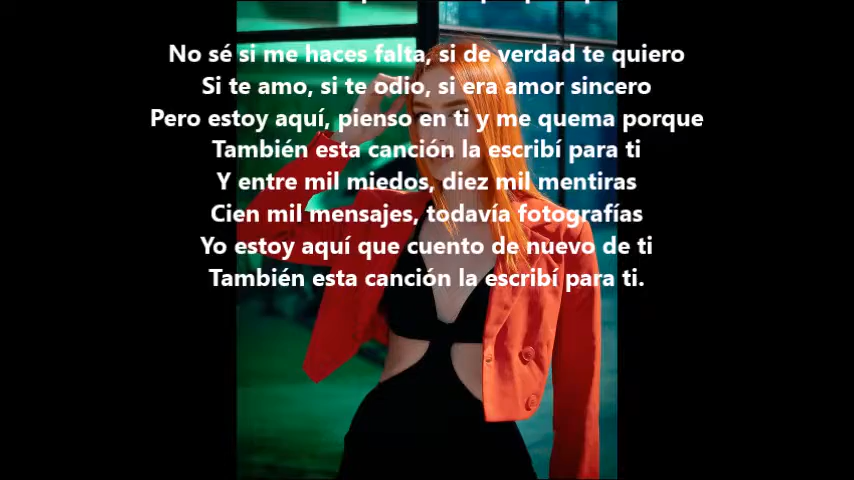 No sé si me haces falta, si de verdad te quiero
Si te amo, si te odio, si era amor sincero
Pero estoy aquí, pienso en ti y me quema porque
También esta canción la escribí para ti
Y entre mil miedos, diez mil mentiras
Cien mil mensajes, todavía fotografías
Yo estoy aquí que cuento de nuevo de ti
También esta canción la escribí para ti.